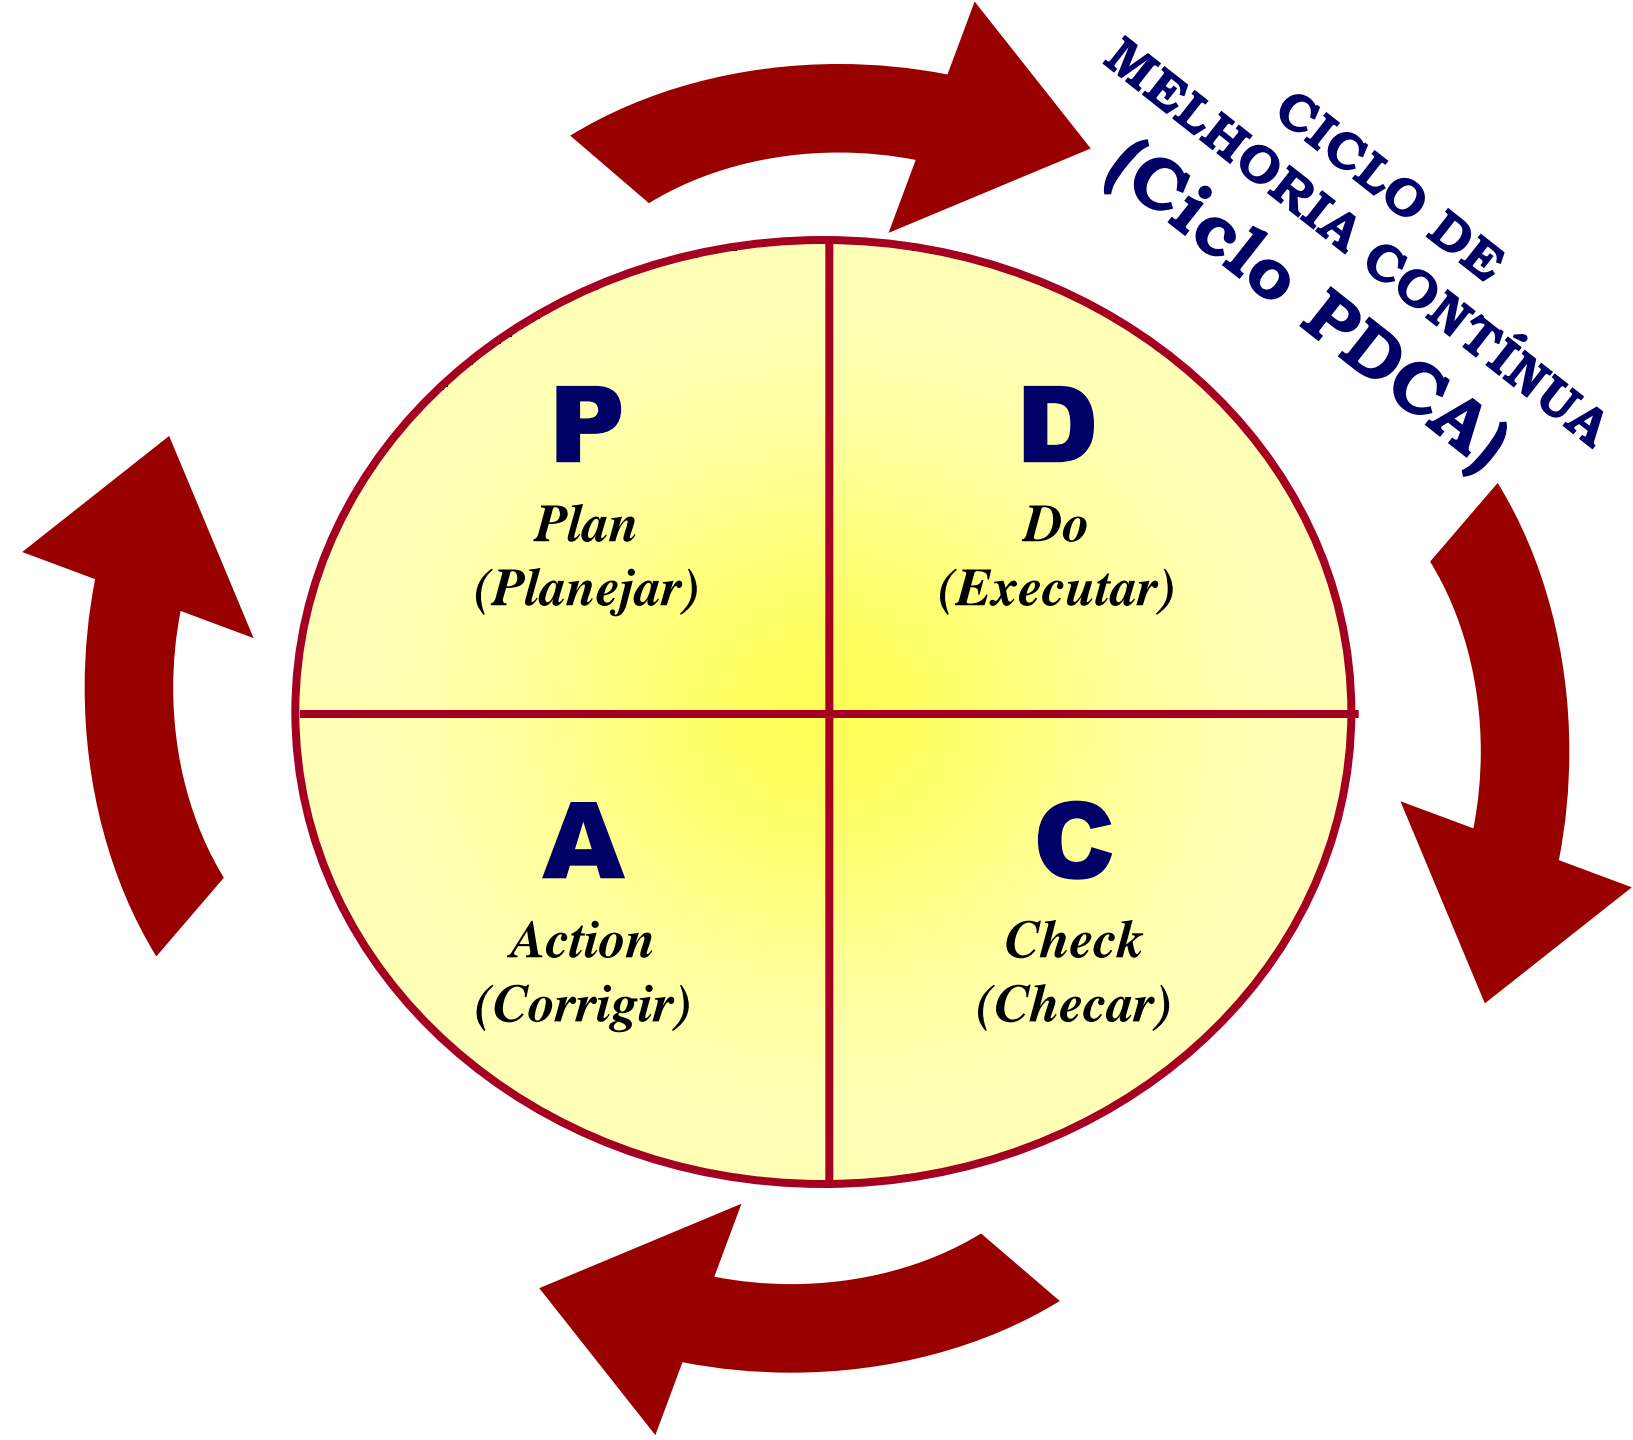 CICLO DE
MELHORIA CONTÍNUA
(Ciclo PDCA)
P
Plan
(Planejar)
D
Do
(Executar)
A
Action
(Corrigir)
C
Check
(Checar)